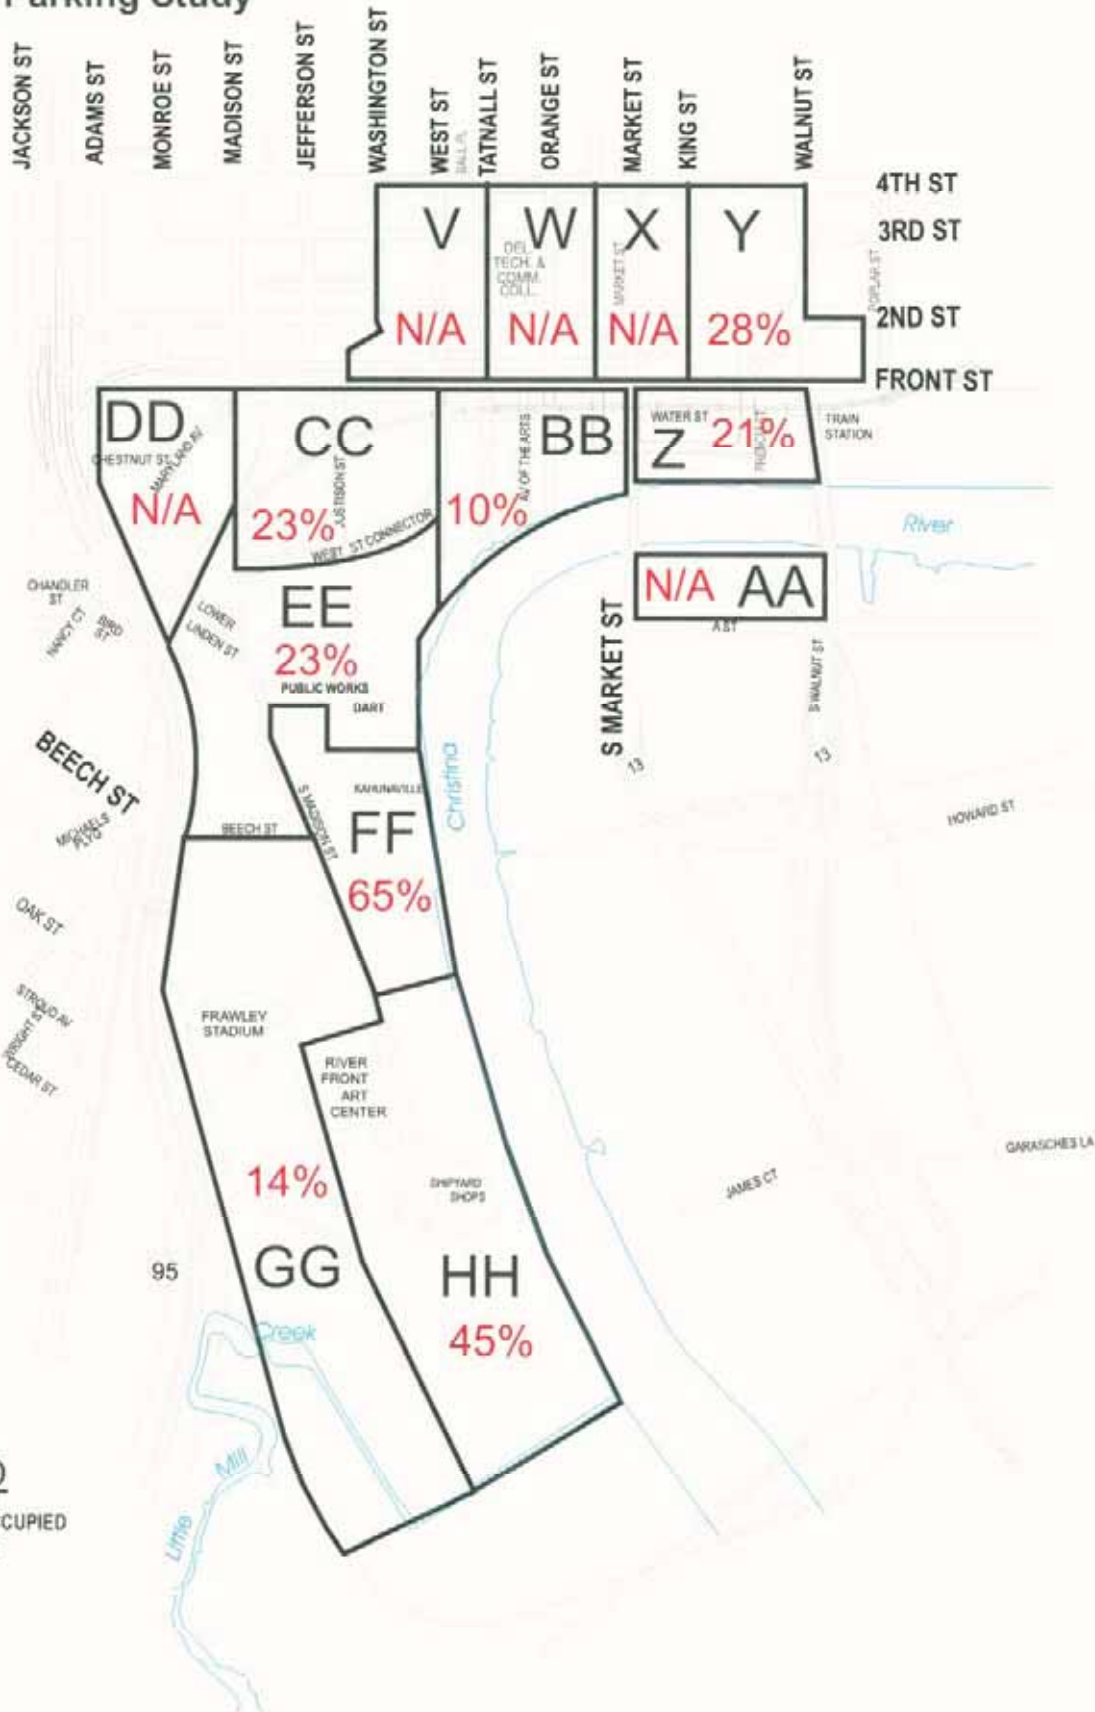 Parking Study
JACKSON ST
ADAMS ST
MONROE ST
MADISON ST
JEFFERSON ST
WASHINGTON ST
WEST ST
TATNALL ST
ORANGE ST
MARKET ST
KING ST
WALNUT ST
4TH ST
3RD ST
2ND ST
FRONT ST
POPLAR ST
V
N/A
W
DEL.
TECH. &
COMM.
COLL.
N/A
X
MARKET ST
N/A
Y
28%
DD
CHESTNUT ST
MARYLAND AV
N/A
CC
JUSTISON ST
23%
WEST ST CONNECTOR
BB
AV OF THE ARTS
10%
WATER ST
Z
21%
TRAIN
STATION
River
N/A AA
A ST
S MARKET ST
S WALNUT ST
13
13
CHANDLER
ST
NANCY CT
BIRD
ST
LOWER
LINDEN ST
EE
23%
PUBLIC WORKS
DART
BEECH ST
MICHAELS
BEECH ST
S MADISON ST
KAHUNAVILLE
FF
65%
Christina
HOWARD ST
OAK ST
STROUD AV
WRIGHT ST
CEDAR ST
FRAWLEY
STADIUM
RIVER
FRONT
ART
CENTER
14%
GG
SHIPYARD
SHOPS
HH
45%
JAMES CT
GARASCHES LA
95
Creek
Mill
Little
CUPIED